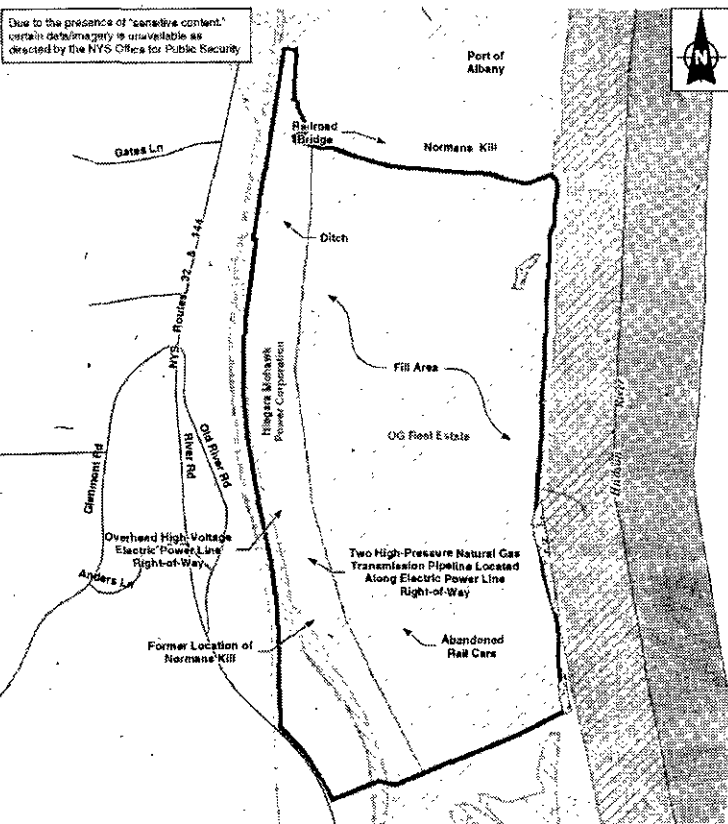 Due to the presence of "sensitive content."
certain data/imagery is unavailable as
directed by the NYS Office for Public Security
N
Port of
Albany
Railroad
Bridge
Normans Kill
Gates Ln
Ditch
NYS Routes 32 & 144
Niagara Mohawk
Power Corporation
Fill Area
OG Real Estate
Hudson River
Glenmont Rd
River Rd
Old River Rd
Overhead High-Voltage
Electric Power Line
Right-of-Way
Two High-Pressure Natural Gas
Transmission Pipeline Located
Along Electric Power Line
Right-of-Way
Anders Ln
Former Location of
Normans Kill
Abandoned
Rail Cars